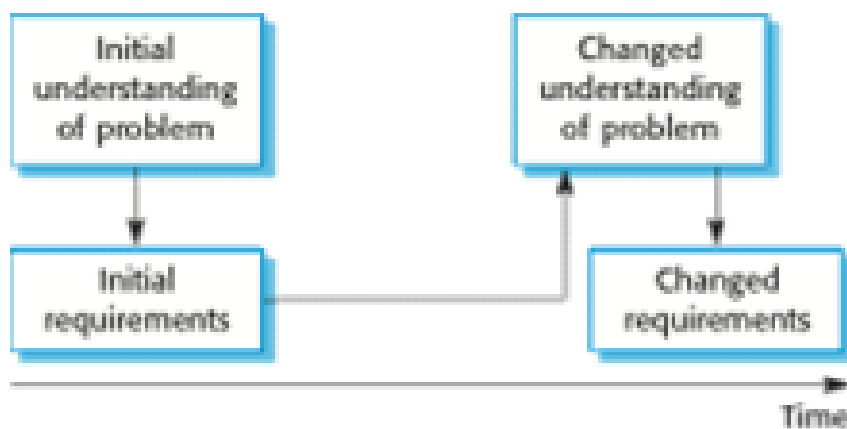 Initial
understanding
of problem
Changed
understanding
of problem
Initial
requirements
Changed
requirements
Time